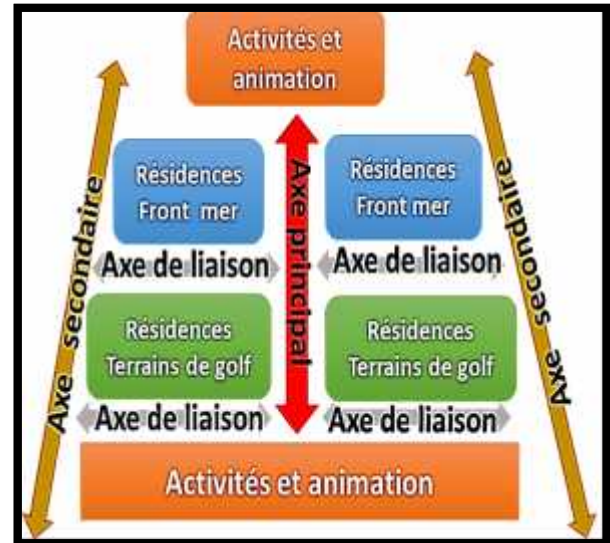 Activités et
animation
Axe secondaire
Résidences
Front mer
Axe principal
Résidences
Front mer
Axe secondaire
Axe de liaison
Axe de liaison
Résidences
Terrains de golf
Résidences
Terrains de golf
Axe de liaison
Axe de liaison
Activités et animation